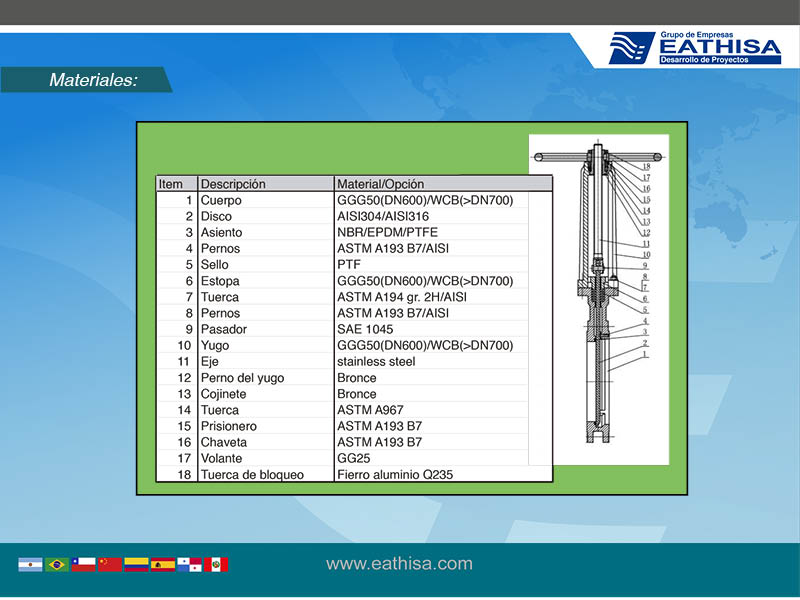 Grupo de Empresas
EATHISA
Desarrollo de Proyectos
Materiales:
Item Descripción Material/Opción
1 Cuerpo GGG50(DN600)/WCB(>DN700)
2 Disco AISI304/AISI316
3 Asiento NBR/EPDM/PTFE
4 Pernos ASTM A193 B7/AISI
5 Sello PTF
6 Estopa GGG50(DN600)/WCB(>DN700)
7 Tuerca ASTM A194 gr. 2H/AISI
8 Pernos ASTM A193 B7/AISI
9 Pasador SAE 1045
10 Yugo GGG50(DN600)/WCB(>DN700)
11 Eje stainless steel
12 Perno del yugo Bronce
13 Cojinete Bronce
14 Tuerca ASTM A967
15 Prisionero ASTM A193 B7
16 Chaveta ASTM A193 B7
17 Volante GG25
18 Tuerca de bloqueo Fierro aluminio Q235
18
17
16
15
14
13
12
11
10
9
8
7
6
5
4
3
2
1
www.eathisa.com